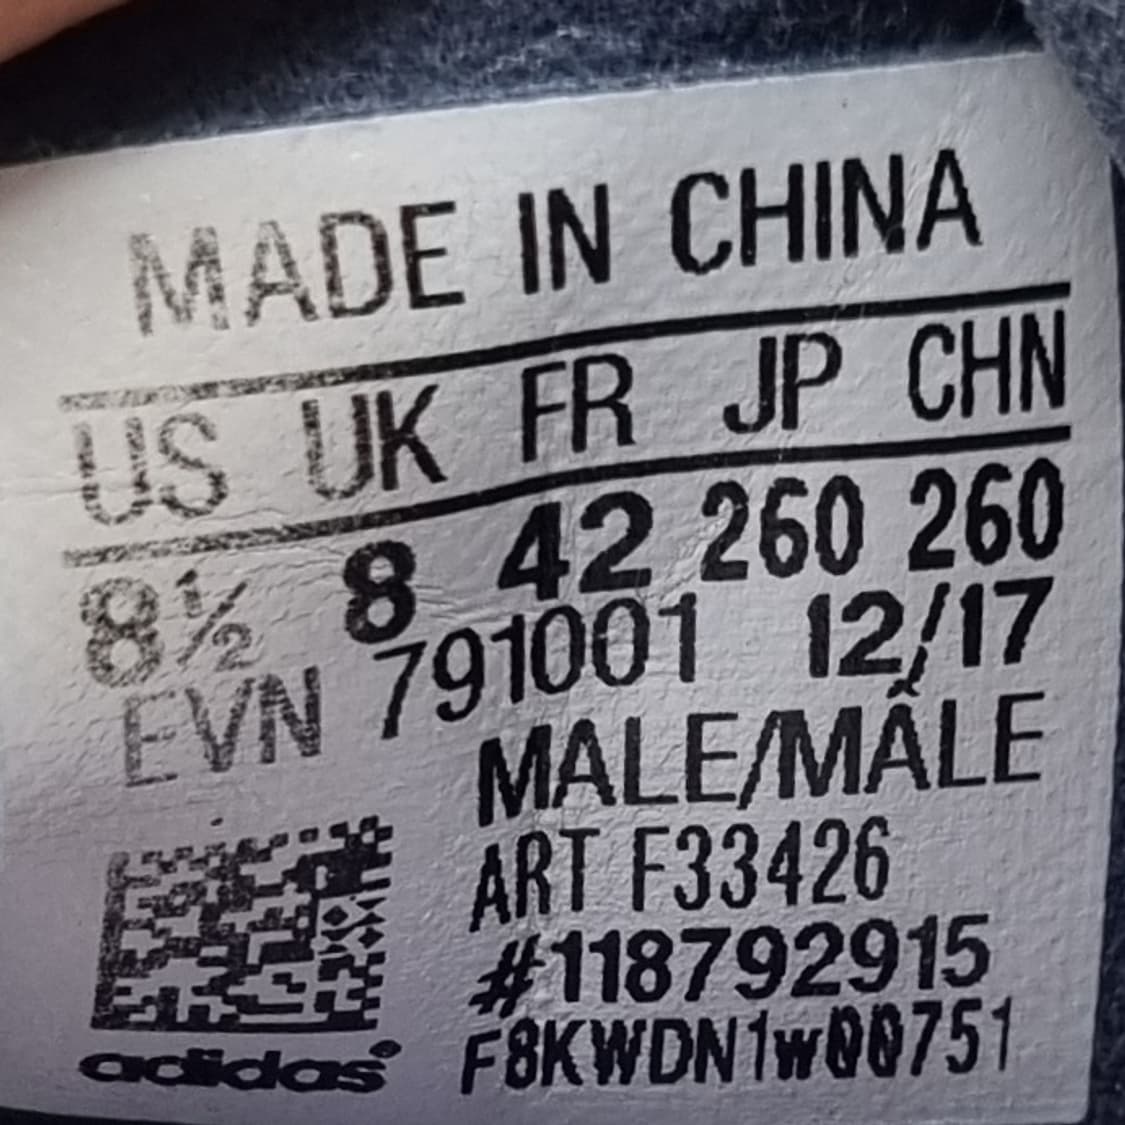 MADE IN CHINA
US UK FR JP CHN
8½ 8 42 260 260
EVN 791001 12/17
MALE/MÂLE
ART F33426
#118792915
F8KWDN1w00751
adidas